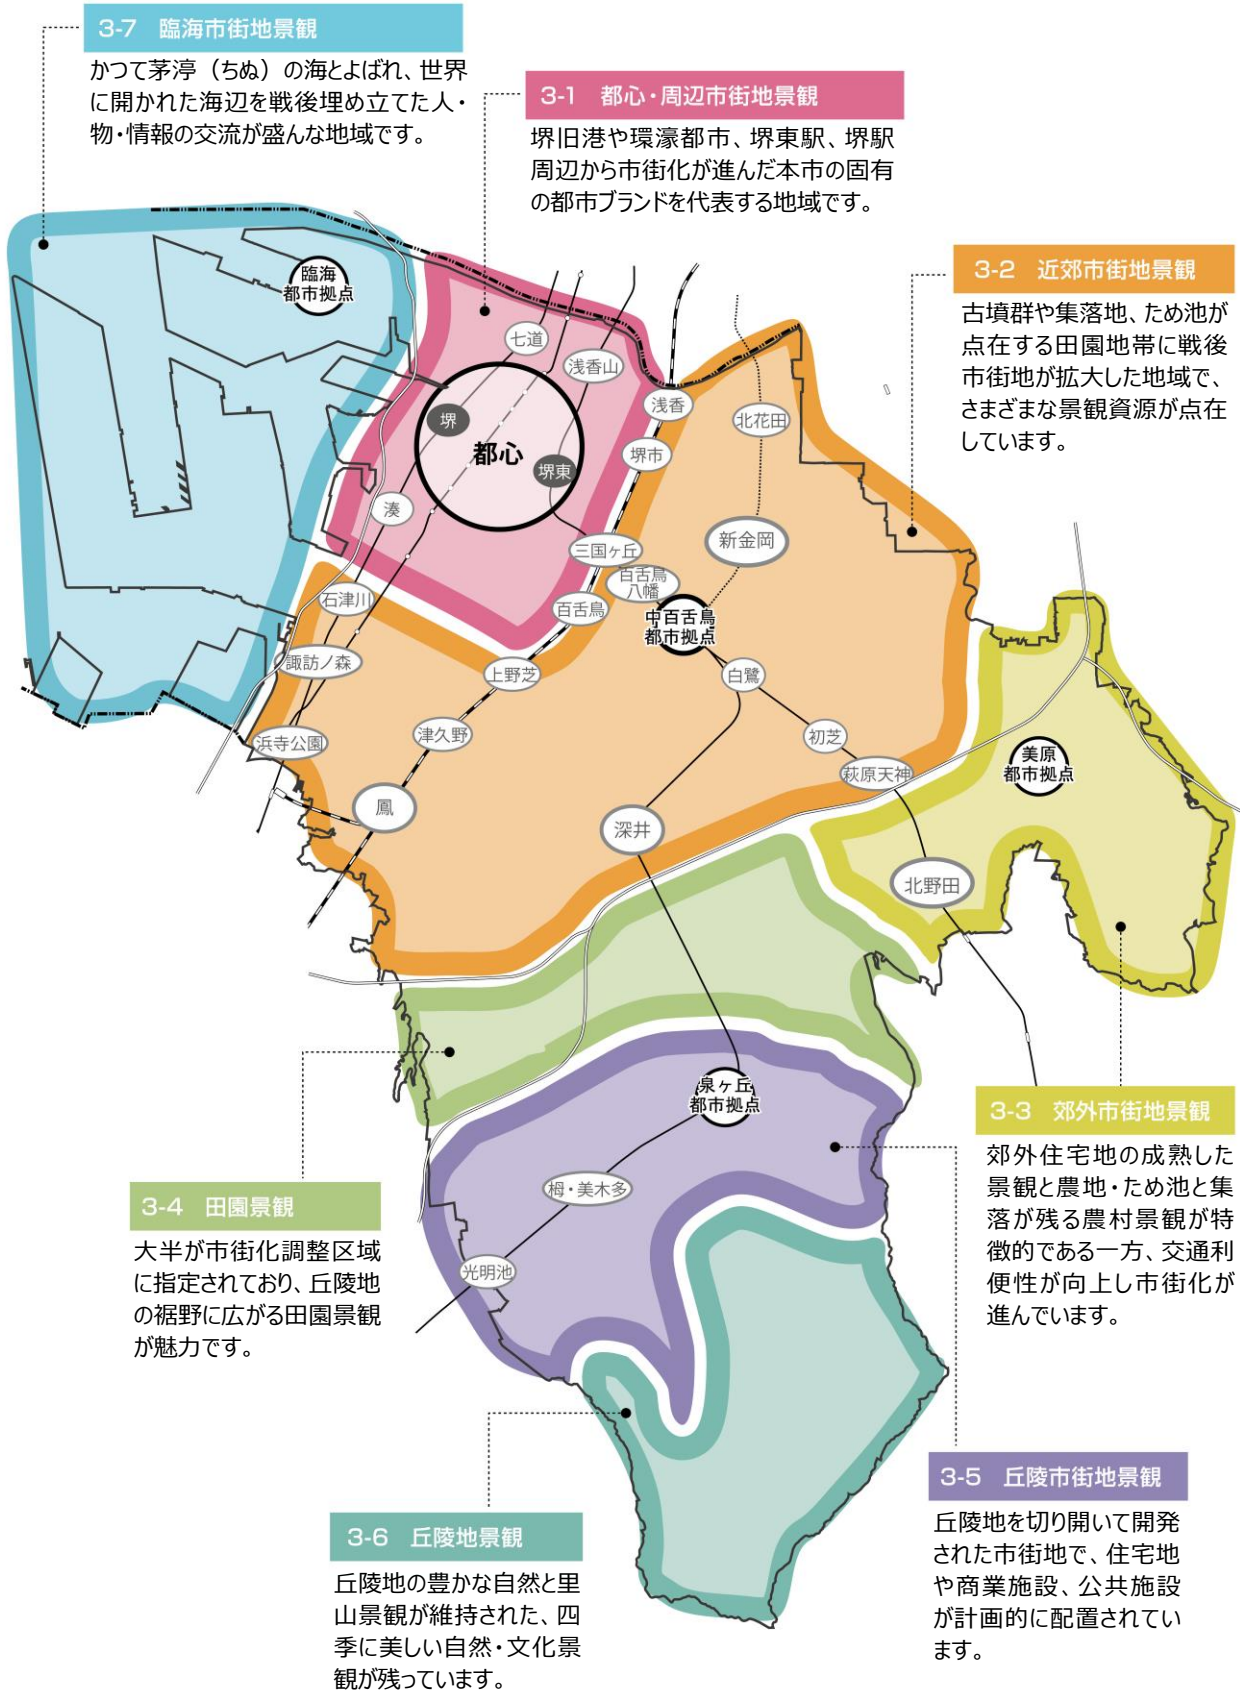 3-7 臨海市街地景観
かつて茅渟（ちぬ）の海とよばれ、世界
に開かれた海辺を戦後埋め立てた人・
物・情報の交流が盛んな地域です。
3-1 都心・周辺市街地景観
堺旧港や環濠都市、堺東駅、堺駅
周辺から市街化が進んだ本市の固有
の都市ブランドを代表する地域です。
3-2 近郊市街地景観
古墳群や集落地、ため池が
点在する田園地帯に戦後
市街地が拡大した地域で、
さまざまな景観資源が点在
しています。
臨海
都市拠点
七道
浅香山
浅香
北花田
堺
都心
堺東
堺市
湊
新金岡
三国ヶ丘
百舌鳥
八幡
石津川
百舌鳥
中百舌鳥
都市拠点
諏訪ノ森
上野芝
白鷺
浜寺公園
津久野
初芝
萩原天神
美原
都市拠点
鳳
深井
北野田
泉ヶ丘
都市拠点
栂・美木多
光明池
3-3 郊外市街地景観
郊外住宅地の成熟した
景観と農地・ため池と集
落が残る農村景観が特
徴的である一方、交通利
便性が向上し市街化が
進んでいます。
3-4 田園景観
大半が市街化調整区域
に指定されており、丘陵地
の裾野に広がる田園景観
が魅力です。
3-5 丘陵市街地景観
丘陵地を切り開いて開発
された市街地で、住宅地
や商業施設、公共施設
が計画的に配置されてい
ます。
3-6 丘陵地景観
丘陵地の豊かな自然と里
山景観が維持された、四
季に美しい自然・文化景
観が残っています。